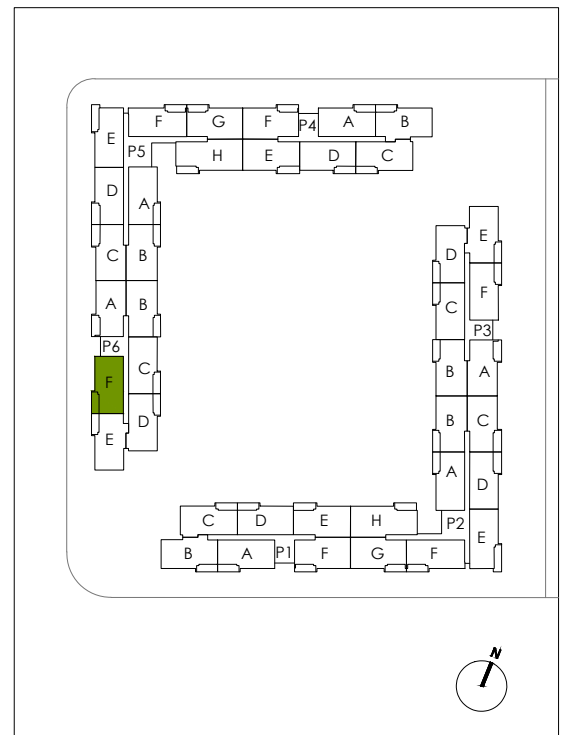 F G F P4 A B
E P5 H E D C
D A
C B
A B
P6 C
F D
E
E
D F
C P3
B A
B C
A D
P2 E
C D E H
B A P1 F G F
N